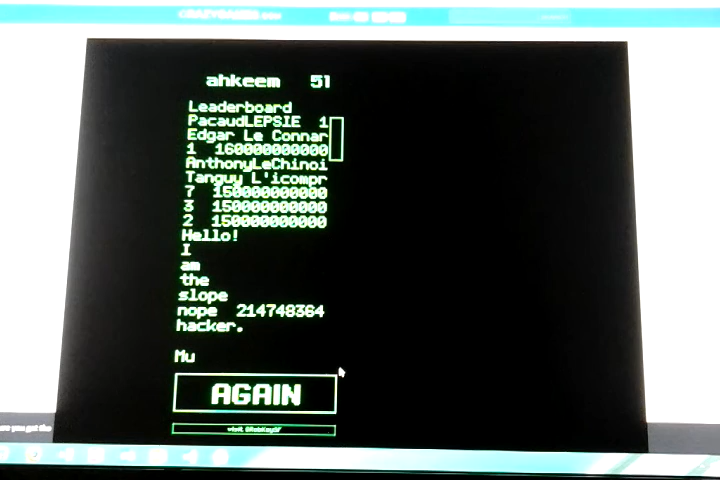 ahkeem 51
Leaderboard
PacaudLEPSIE 1
Edgar Le Connar
1 160000000000
AnthonyLeChinoi
Tanguy L'icompr
7 150000000000
3 150000000000
2 150000000000
Hello!
I
am
the
slope
nope 214748364
hacker.
Mu
AGAIN
visit